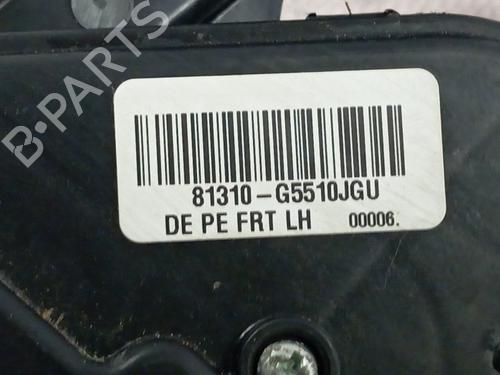 B-PARTS
81310-G5510JGU
DE PE FRT LH 00006.